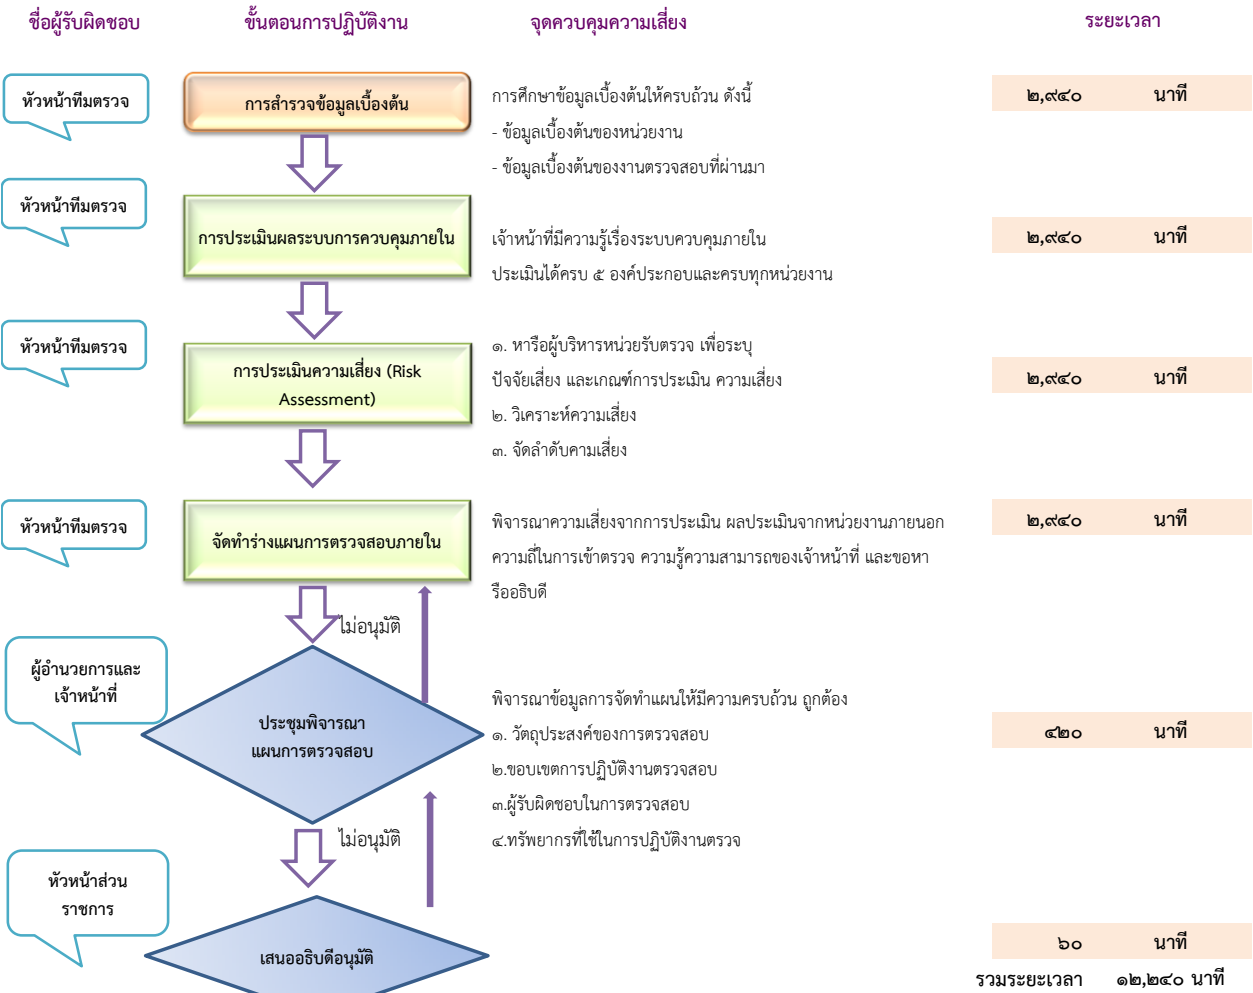 ชื่อผู้รับผิดชอบ ขั้นตอนการปฏิบัติงาน จุดควบคุมความเสี่ยง ระยะเวลา
หัวหน้าทีมตรวจ
การสำรวจข้อมูลเบื้องต้น
การศึกษาข้อมูลเบื้องต้นให้ครบถ้วน ดังนี้
- ข้อมูลเบื้องต้นของหน่วยงาน
- ข้อมูลเบื้องต้นของงานตรวจสอบที่ผ่านมา
๒,๙๔๐ นาที
หัวหน้าทีมตรวจ
การประเมินผลระบบการควบคุมภายใน
เจ้าหน้าที่มีความรู้เรื่องระบบควบคุมภายใน
ประเมินได้ครบ ๕ องค์ประกอบและครบทุกหน่วยงาน
๒,๙๔๐ นาที
หัวหน้าทีมตรวจ
การประเมินความเสี่ยง (Risk
Assessment)
๑. หารือผู้บริหารหน่วยรับตรวจ เพื่อระบุ
ปัจจัยเสี่ยง และเกณฑ์การประเมิน ความเสี่ยง
๒. วิเคราะห์ความเสี่ยง
๓. จัดลำดับคามเสี่ยง
๒,๙๔๐ นาที
หัวหน้าทีมตรวจ
จัดทำร่างแผนการตรวจสอบภายใน
พิจารณาความเสี่ยงจากการประเมิน ผลประเมินจากหน่วยงานภายนอก
ความถี่ในการเข้าตรวจ ความรู้ความสามารถของเจ้าหน้าที่ และขอหา
รืออธิบดี
๒,๙๔๐ นาที
ไม่อนุมัติ
ผู้อำนวยการและ
เจ้าหน้าที่
ประชุมพิจารณา
แผนการตรวจสอบ
พิจารณาข้อมูลการจัดทำแผนให้มีความครบถ้วน ถูกต้อง
๑. วัตถุประสงค์ของการตรวจสอบ
๒.ขอบเขตการปฏิบัติงานตรวจสอบ
๓.ผู้รับผิดชอบในการตรวจสอบ
๔.ทรัพยากรที่ใช้ในการปฏิบัติงานตรวจ
๔๒๐ นาที
ไม่อนุมัติ
หัวหน้าส่วน
ราชการ
เสนออธิบดีอนุมัติ
๖๐ นาที
รวมระยะเวลา ๑๒,๒๔๐ นาที